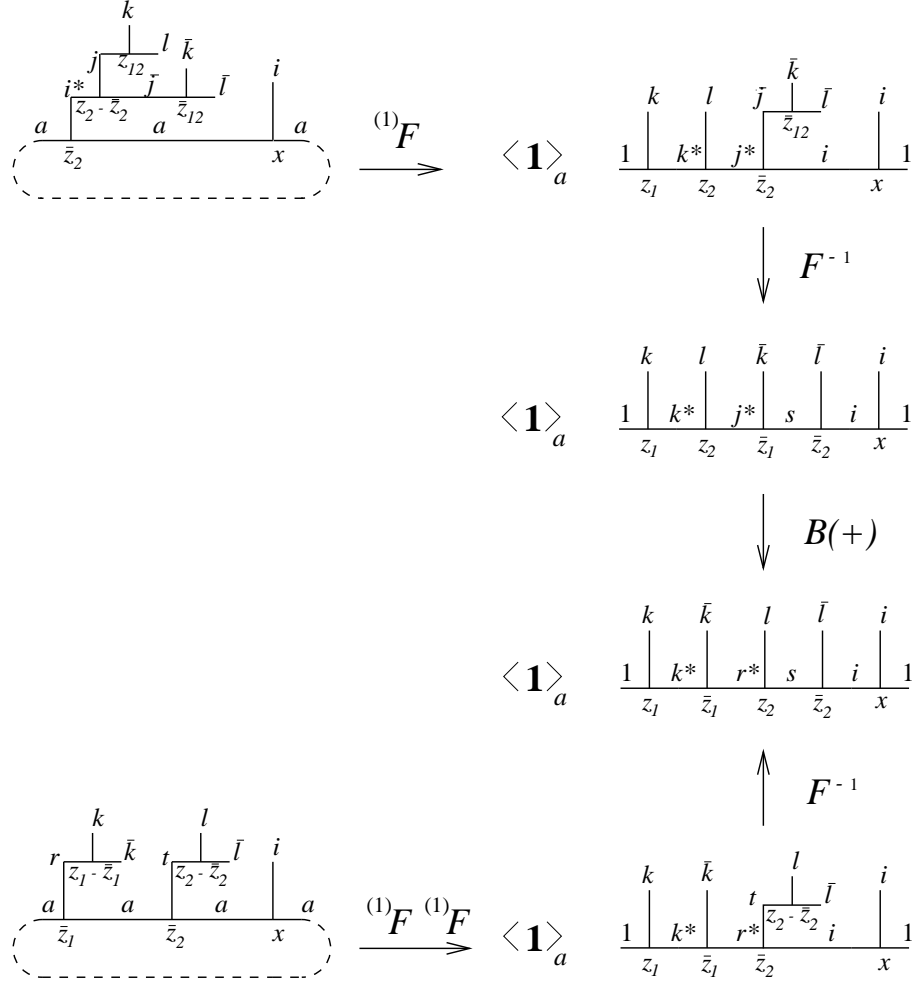 k
j l k̄
z₁₂
i* j̄ l̄
z₂ - z̄₂ z̄₁₂ i
a a a
z̄₂ x
⁽¹⁾F
⟨1⟩ₐ
k l j̄ k̄ l̄ i
z̄₁₂
1 k* j* i 1
z₁ z₂ z̄₂ x
F⁻¹
k l k̄ l̄ i
⟨1⟩ₐ 1 k* j* s i 1
z₁ z₂ z̄₁ z̄₂ x
B(+)
k k̄ l l̄ i
⟨1⟩ₐ 1 k* r* s i 1
z₁ z̄₁ z₂ z̄₂ x
F⁻¹
k l
r k̄ t l̄ i
z₁ - z̄₁ z₂ - z̄₂
a a a a
z̄₁ z̄₂ x
⁽¹⁾F ⁽¹⁾F
⟨1⟩ₐ
k k̄ l i
t l̄
z₂ - z̄₂
1 k* r* i 1
z₁ z̄₁ z̄₂ x